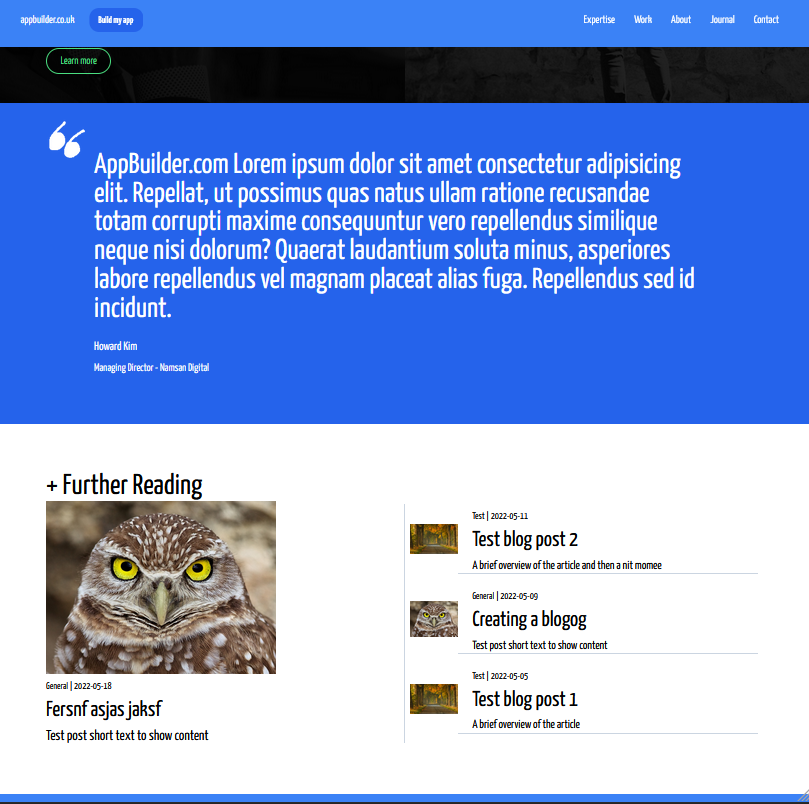 appbuilder.co.uk
Build my app
Expertise
Work
About
Journal
Contact
Learn more
AppBuilder.com Lorem ipsum dolor sit amet consectetur adipisicing
elit. Repellat, ut possimus quas natus ullam ratione recusandae
totam corrupti maxime consequuntur vero repellendus similique
neque nisi dolorum? Quaerat laudantium soluta minus, asperiores
labore repellendus vel magnam placeat alias fuga. Repellendus sed id
incidunt.
Howard Kim
Managing Director - Namsan Digital
+ Further Reading
General | 2022-05-18
Fersnf asjas jaksf
Test post short text to show content
Test | 2022-05-11
Test blog post 2
A brief overview of the article and then a nit momee
General | 2022-05-09
Creating a blogog
Test post short text to show content
Test | 2022-05-05
Test blog post 1
A brief overview of the article